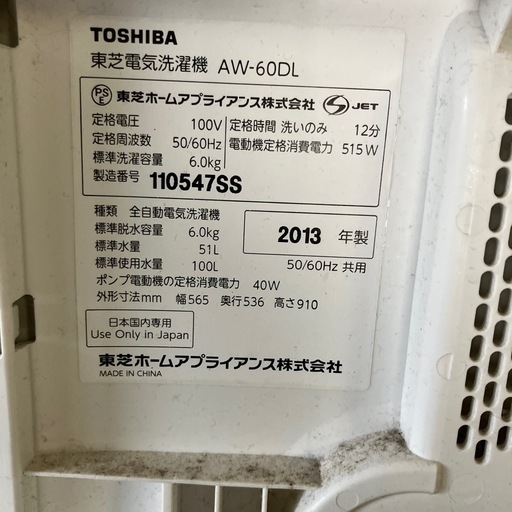 TOSHIBA
東芝電気洗濯機 AW-60DL
PS E 東芝ホームアプライアンス株式会社 S JET
定格電圧 100V 定格時間 洗いのみ 12分
定格周波数 50/60Hz 電動機定格消費電力 515W
標準洗濯容量 6.0kg
製造番号 110547SS
種類 全自動電気洗濯機
標準脱水容量 6.0kg 2013 年製
標準水量 51L
標準使用水量 100L 50/60Hz 共用
ポンプ電動機の定格消費電力 40W
外形寸法mm 幅565 奥行536 高さ910
日本国内専用
Use Only in Japan
東芝ホームアプライアンス株式会社
MADE IN CHINA